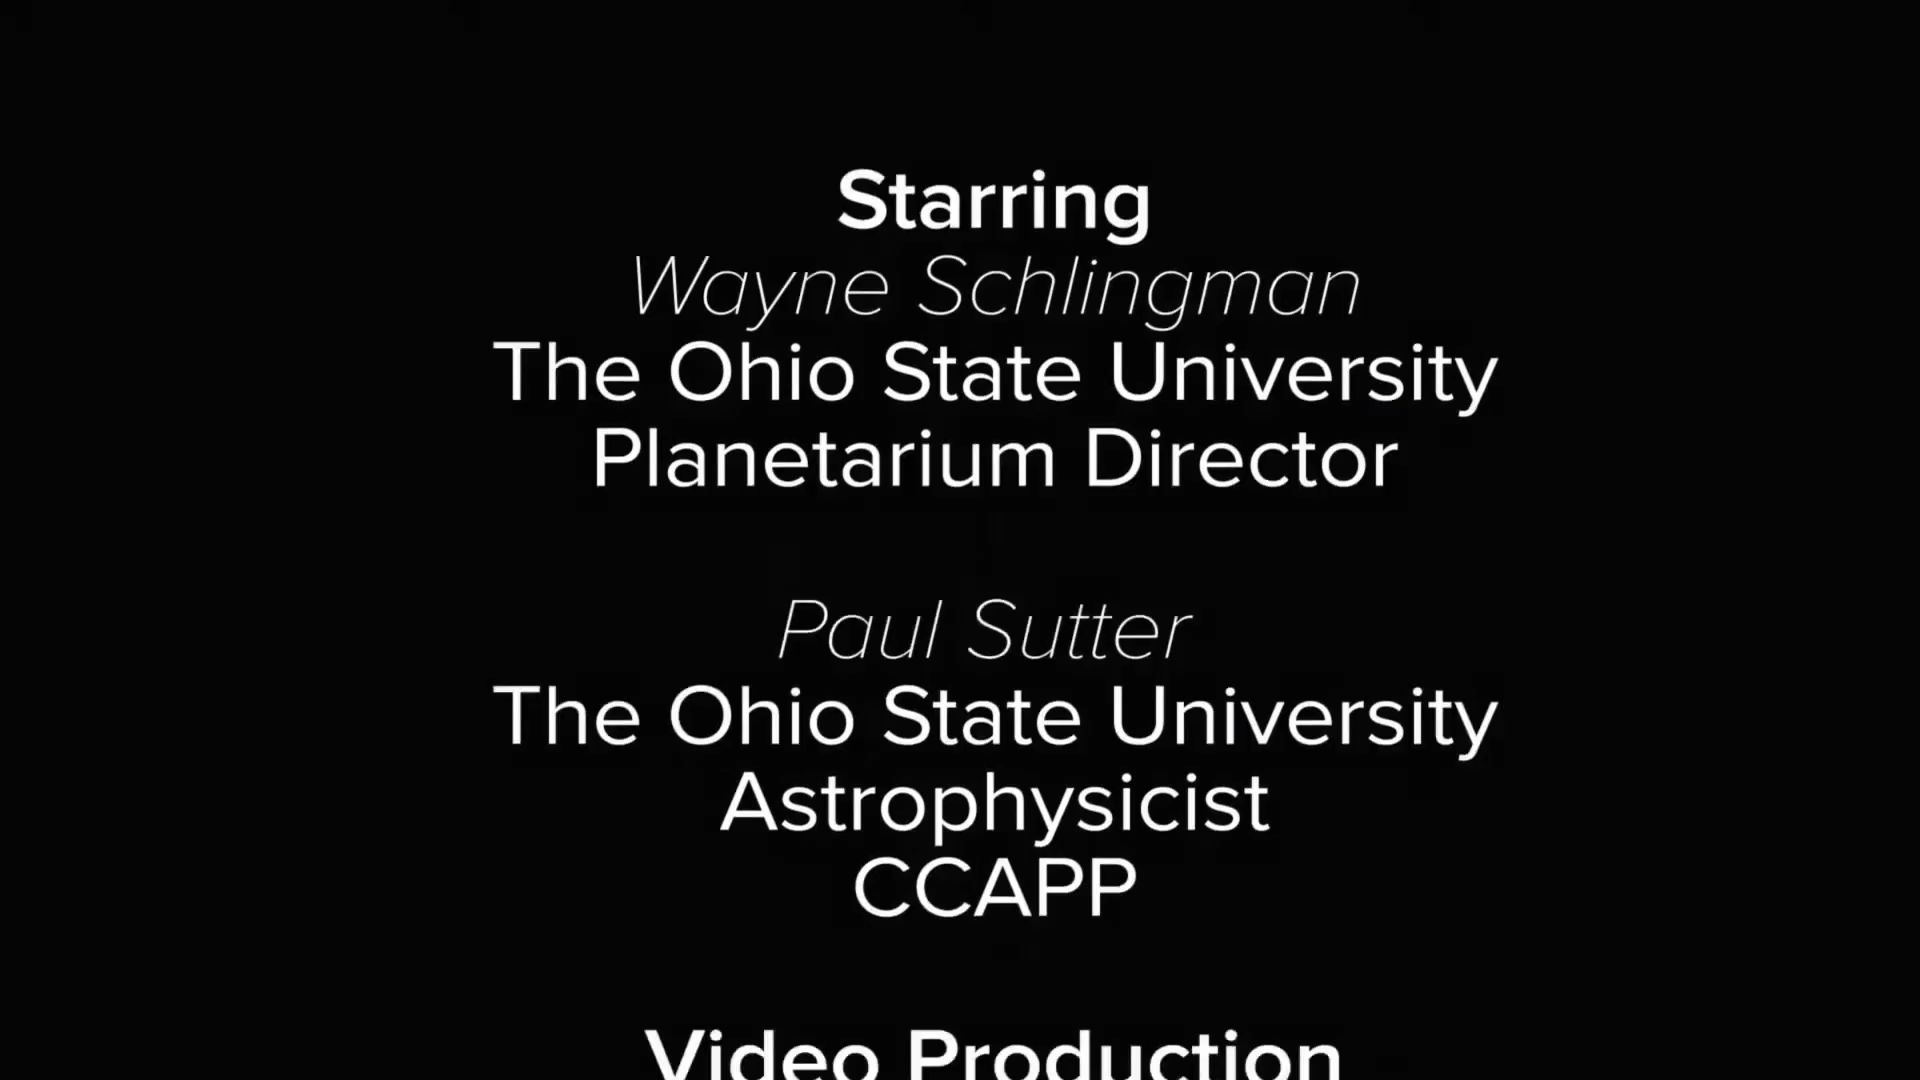 Starring
Wayne Schlingman
The Ohio State University
Planetarium Director
Paul Sutter
The Ohio State University
Astrophysicist
CCAPP
Video Production